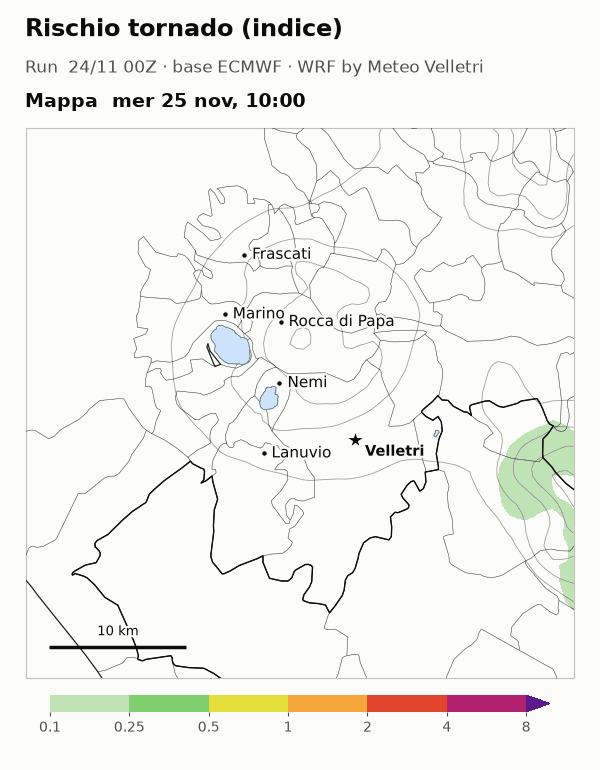 Rischio tornado (indice)
Run 24/11 00Z · base ECMWF · WRF by Meteo Velletri
Mappa mer 25 nov, 10:00
Frascati
Marino
Rocca di Papa
Nemi
Velletri
Lanuvio
10 km
0.1 0.25 0.5 1 2 4 8